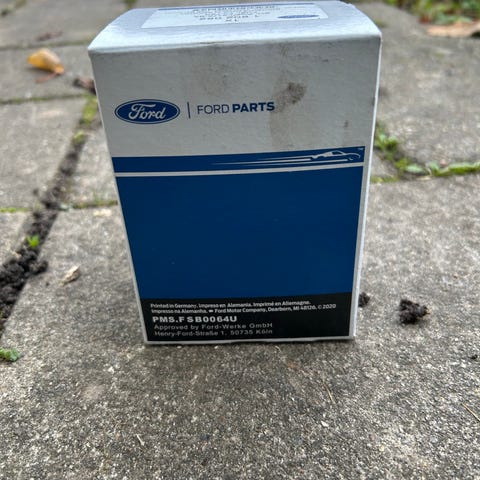 Ford
FORD PARTS
Printed in Germany. Impreso en Alemania. Imprimé en Allemagne.
Impresso na Alemanha. ✏ Ford Motor Company, Dearborn, MI 48126. © 2020
PMS.FSB0064U
Approved by Ford-Werke GmbH
Henry-Ford-Straße 1, 50735 Köln